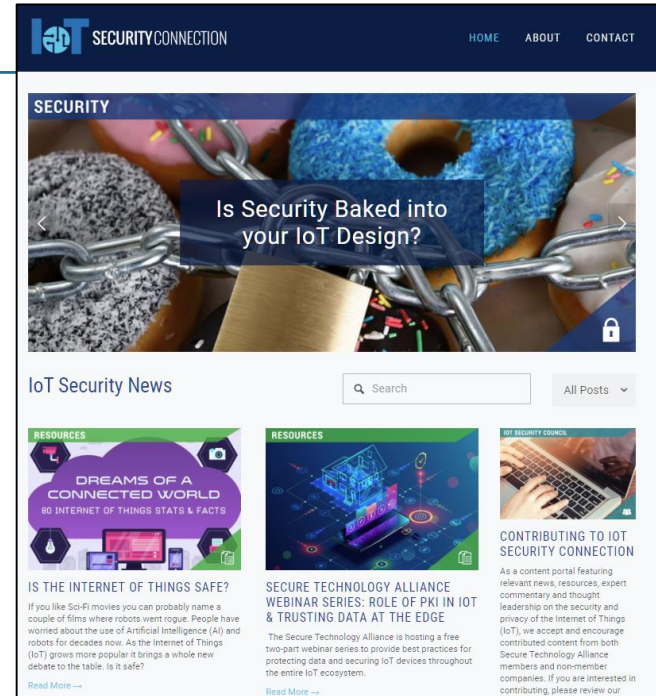 IoT SECURITY CONNECTION
HOME ABOUT CONTACT
SECURITY
Is Security Baked into
your IoT Design?
IoT Security News
Search
All Posts
RESOURCES
DREAMS OF A
CONNECTED WORLD
80 INTERNET OF THINGS STATS & FACTS
IS THE INTERNET OF THINGS SAFE?
If you like Sci-Fi movies you can probably name a
couple of films where robots went rogue. People have
worried about the use of Artificial Intelligence (AI) and
robots for decades now. As the Internet of Things
(IoT) grows more popular it brings a whole new
debate to the table. Is it safe?
Read More →
RESOURCES
SECURE TECHNOLOGY ALLIANCE
WEBINAR SERIES: ROLE OF PKI IN IOT
& TRUSTING DATA AT THE EDGE
The Secure Technology Alliance is hosting a free
two-part webinar series to provide best practices for
protecting data and securing IoT devices throughout
the entire IoT ecosystem.
Read More →
IOT SECURITY COUNCIL
CONTRIBUTING TO IOT
SECURITY CONNECTION
As a content portal featuring
relevant news, resources, expert
commentary and thought
leadership on the security and
privacy of the Internet of Things
(IoT), we accept and encourage
contributed content from both
Secure Technology Alliance
members and non-member
companies. If you are interested in
contributing, please review our